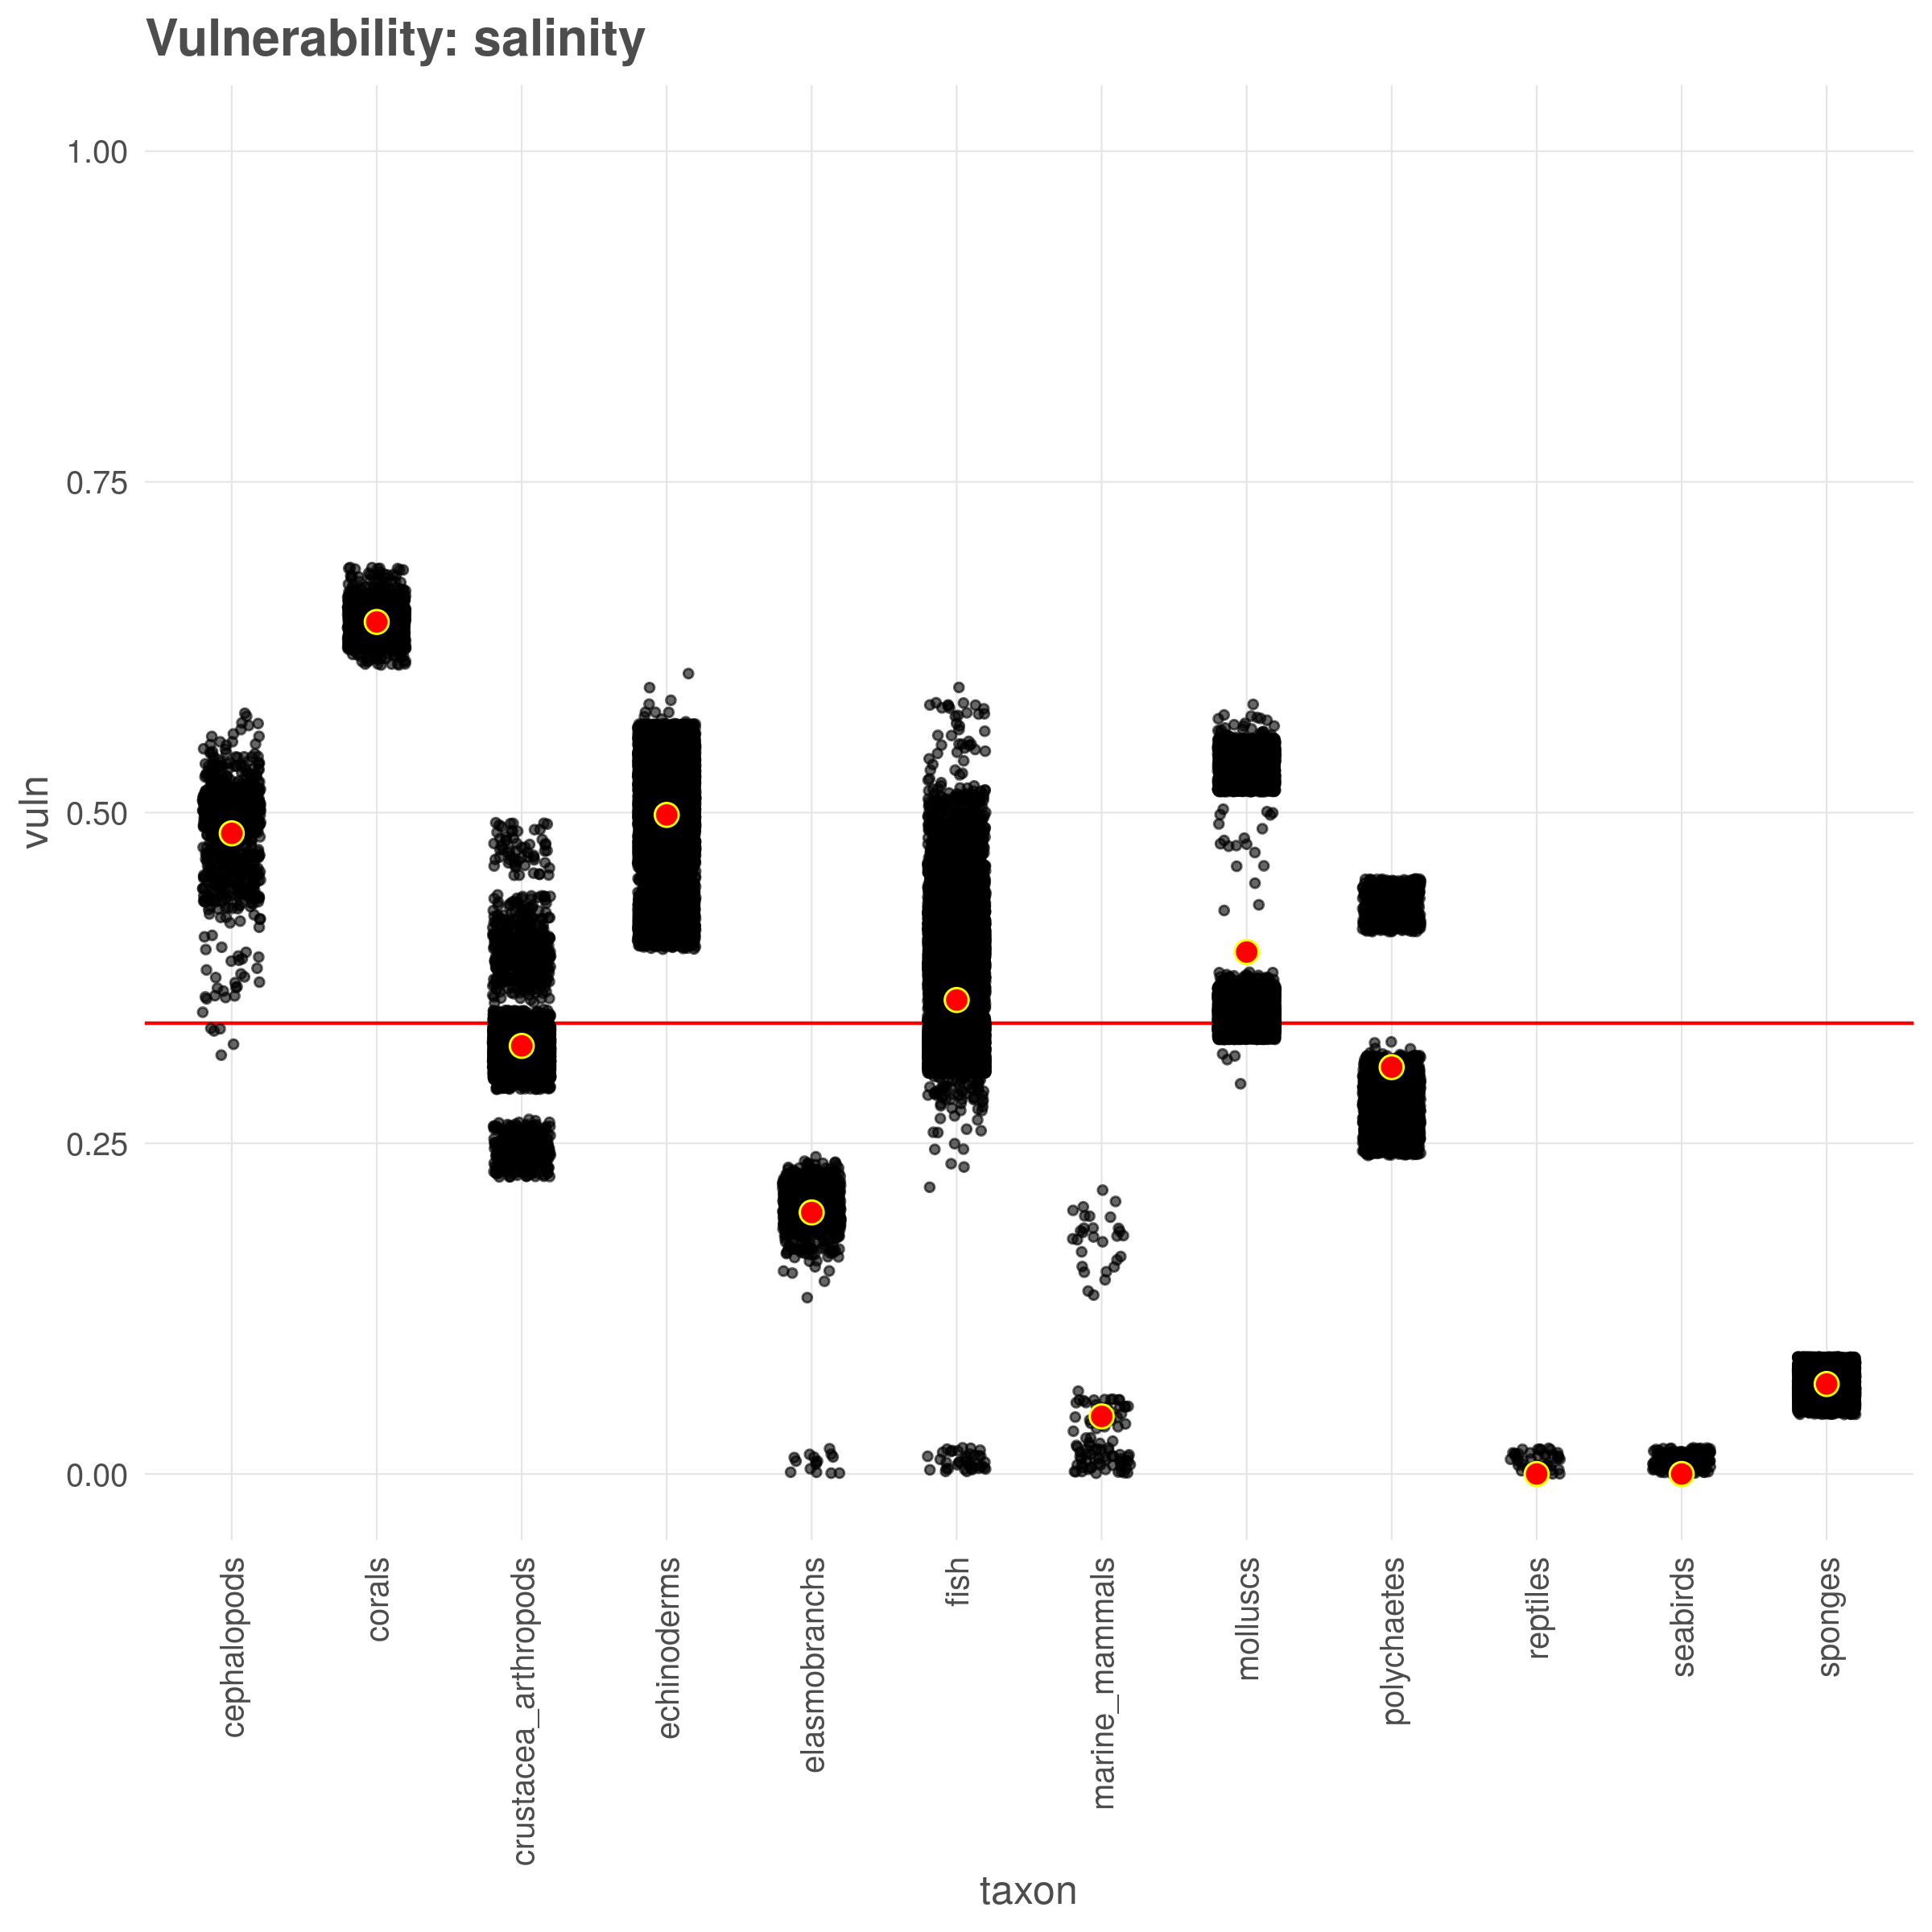 Vulnerability: salinity
1.00
0.75
0.50
0.25
0.00
vuln
cephalopods
corals
crustacea_arthropods
echinoderms
elasmobranchs
fish
marine_mammals
molluscs
polychaetes
reptiles
seabirds
sponges
taxon